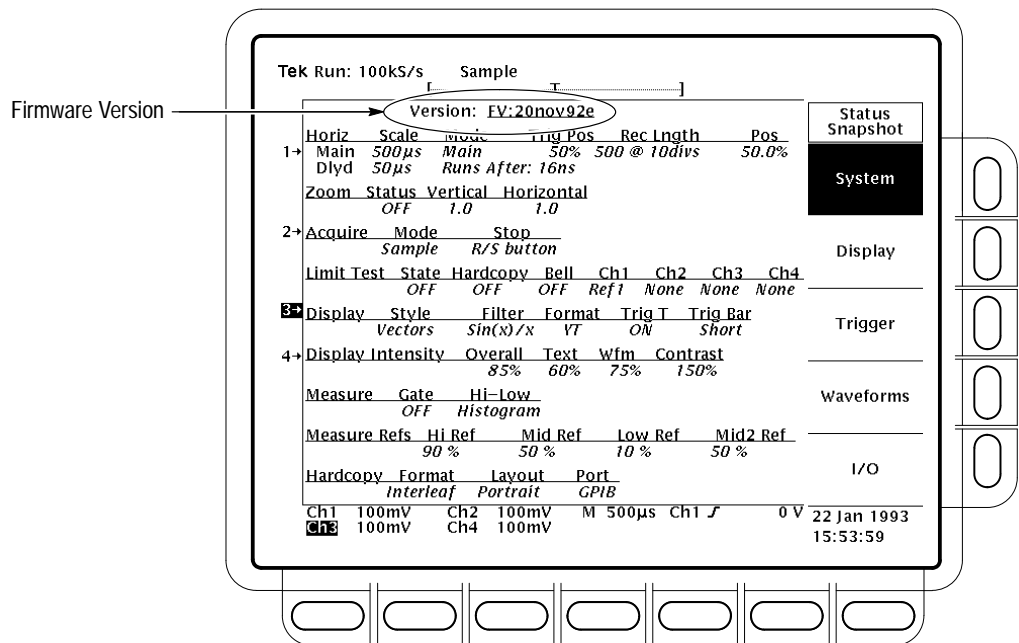 Tek Run: 100kS/s Sample
[ T ]
Firmware Version
Version: FV:20nov92e
Status
Snapshot
Horiz Scale Mode Trig Pos Rec Lngth Pos
1→ Main 500µs Main 50% 500 @ 10divs 50.0%
Dlyd 50µs Runs After: 16ns
System
Zoom Status Vertical Horizontal
OFF 1.0 1.0
2→ Acquire Mode Stop
Sample R/S button
Display
Limit Test State Hardcopy Bell Ch1 Ch2 Ch3 Ch4
OFF OFF OFF Ref1 None None None
3→ Display Style Filter Format Trig T Trig Bar
Vectors Sin(x)/x YT ON Short
Trigger
4→ Display Intensity Overall Text Wfm Contrast
85% 60% 75% 150%
Measure Gate Hi-Low
OFF Histogram
Waveforms
Measure Refs Hi Ref Mid Ref Low Ref Mid2 Ref
90 % 50 % 10 % 50 %
Hardcopy Format Layout Port
Interleaf Portrait GPIB
I/O
Ch1 100mV Ch2 100mV M 500µs Ch1 ƒ 0 V
Ch3 100mV Ch4 100mV
22 Jan 1993
15:53:59